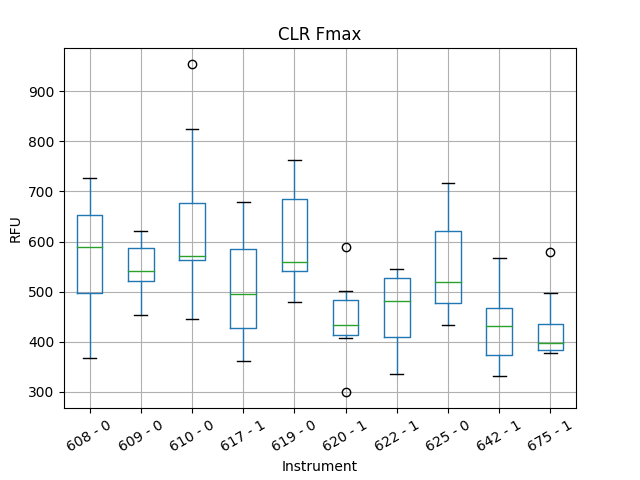 CLR Fmax
900
800
700
600
500
400
300
RFU
608 - 0
609 - 0
610 - 0
617 - 1
619 - 0
620 - 1
622 - 1
625 - 0
642 - 1
675 - 1
Instrument